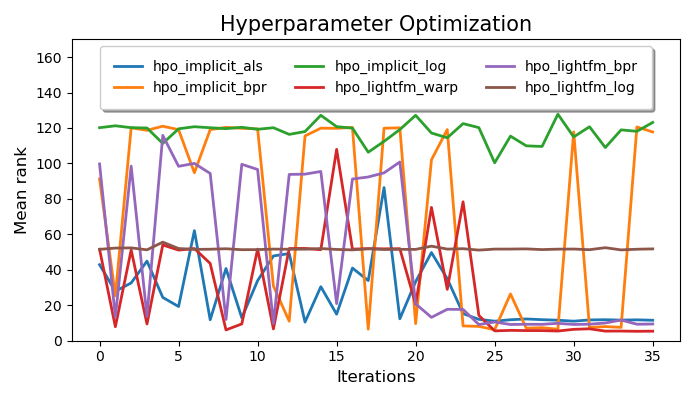 Hyperparameter Optimization
hpo_implicit_als hpo_implicit_log hpo_lightfm_bpr
hpo_implicit_bpr hpo_lightfm_warp hpo_lightfm_log
Mean rank
160
140
120
100
80
60
40
20
0
0 5 10 15 20 25 30 35
Iterations